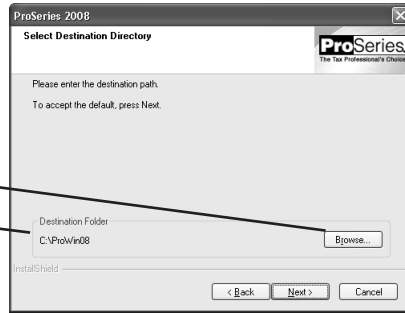 ProSeries 2008
Select Destination Directory
ProSeries
The Tax Professional's Choice
Please enter the destination path.
To accept the default, press Next.
Destination Folder
C:\ProWin08
Browse...
InstallShield
< Back
Next >
Cancel